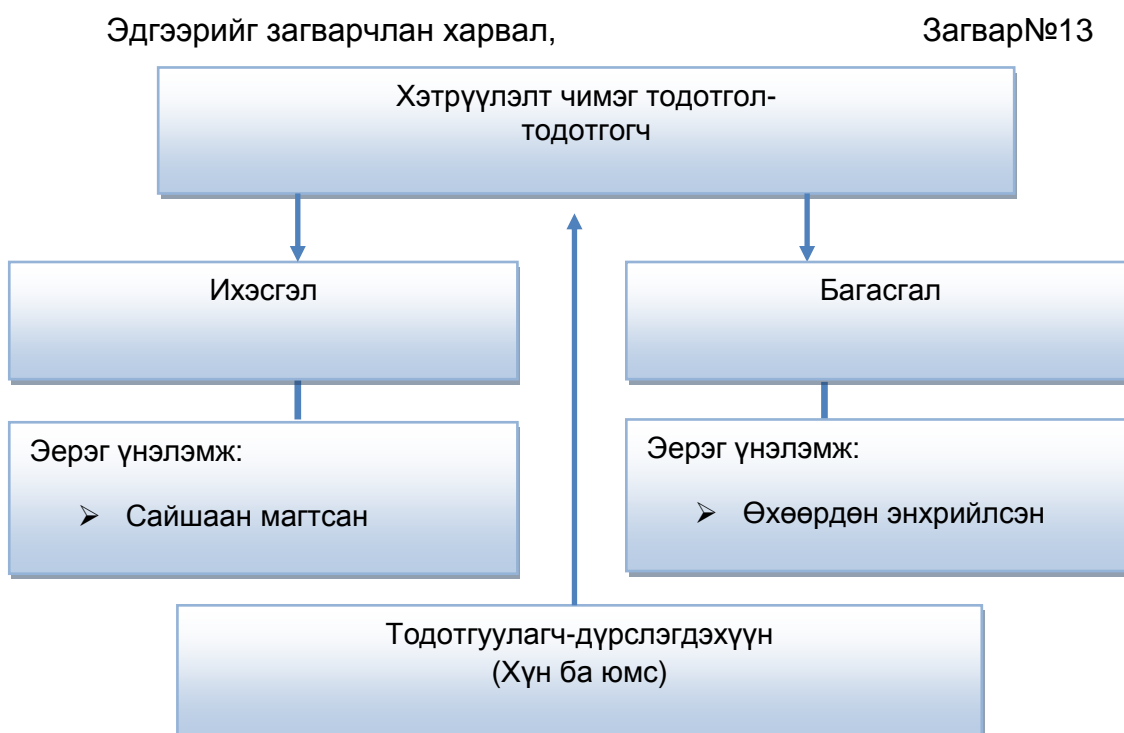 Эдгээрийг загварчлан харвал, Загвар№13
Хэтрүүлэлт чимэг тодотгол-
тодотгогч
Ихэсгэл
Багасгал
Эерэг үнэлэмж:
➢ Сайшаан магтсан
Эерэг үнэлэмж:
➢ Өхөөрдөн энхрийлсэн
Тодотгуулагч-дүрслэгдэхүүн
(Хүн ба юмс)